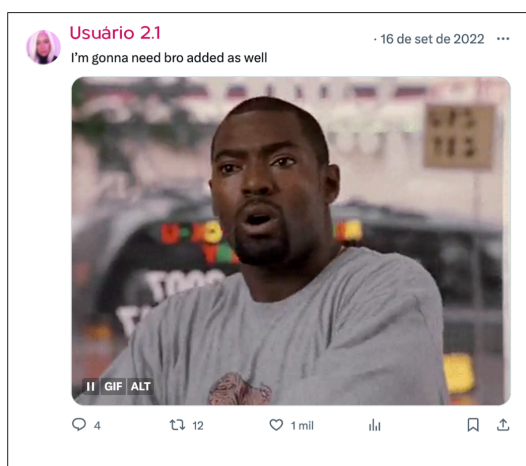 Usuário 2.1
· 16 de set de 2022
I'm gonna need bro added as well
GIF ALT
4
12
1 mil